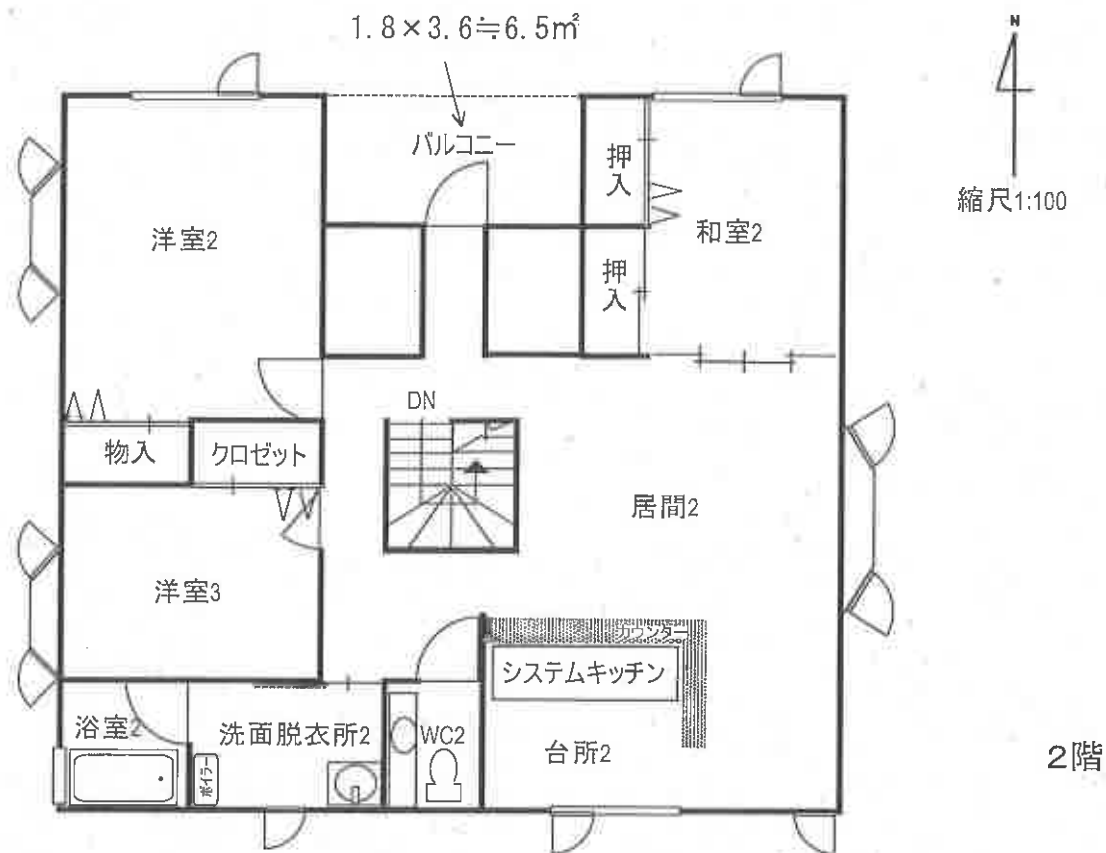 1.8×3.6≒6.5㎡
N
縮尺1:100
バルコニー
押入
洋室2
和室2
押入
DN
物入
クロゼット
居間2
洋室3
カウンター
システムキッチン
浴室2
洗面脱衣所2
WC2
台所2
ボイラー
2階